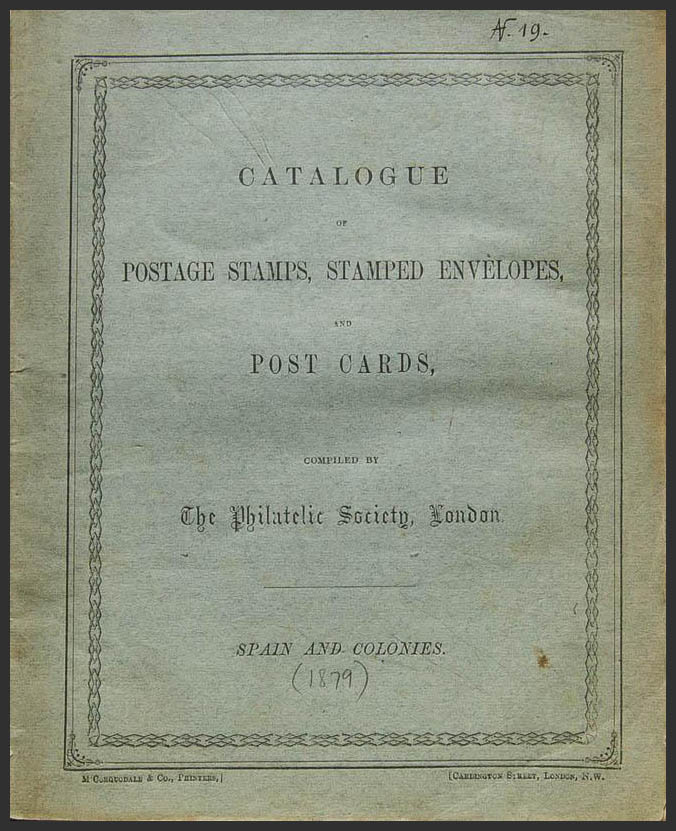 N. 19.
CATALOGUE
OF
POSTAGE STAMPS, STAMPED ENVELOPES,
AND
POST CARDS,
COMPILED BY
The Philatelic Society, London.
SPAIN AND COLONIES.
(1879)
McCorquodale & Co., Printers,] [Cardington Street, London, N.W.